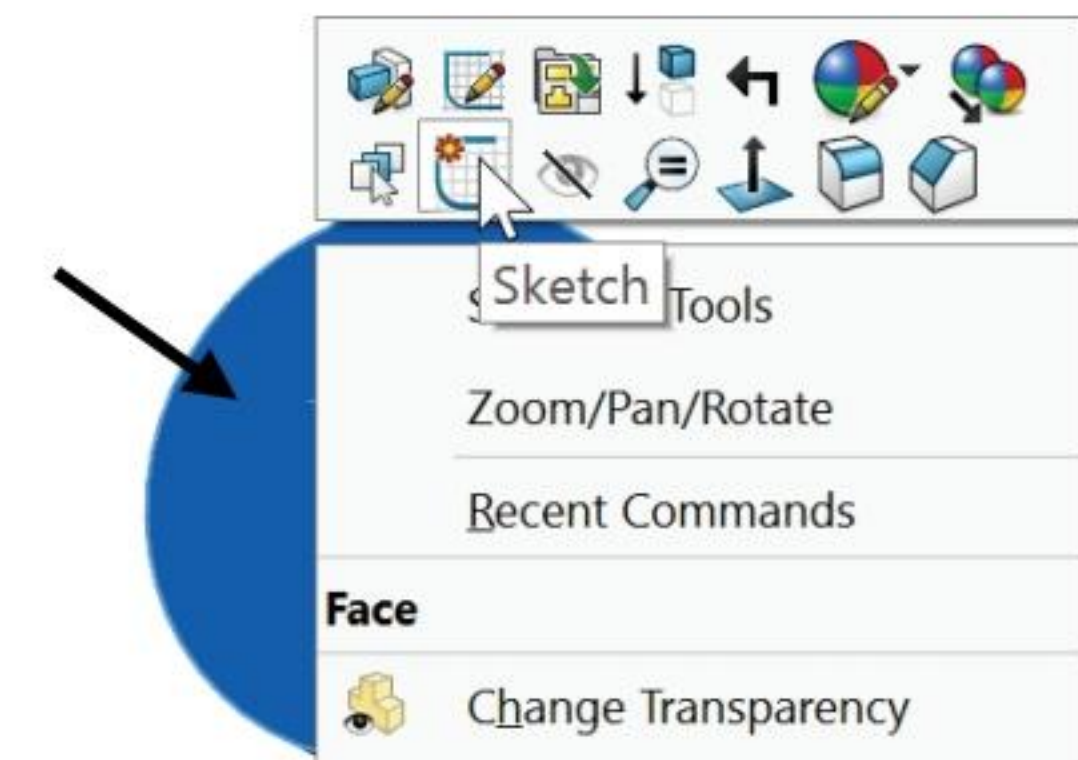 Sketch
Tools
Zoom/Pan/Rotate
Recent Commands
Face
Change Transparency